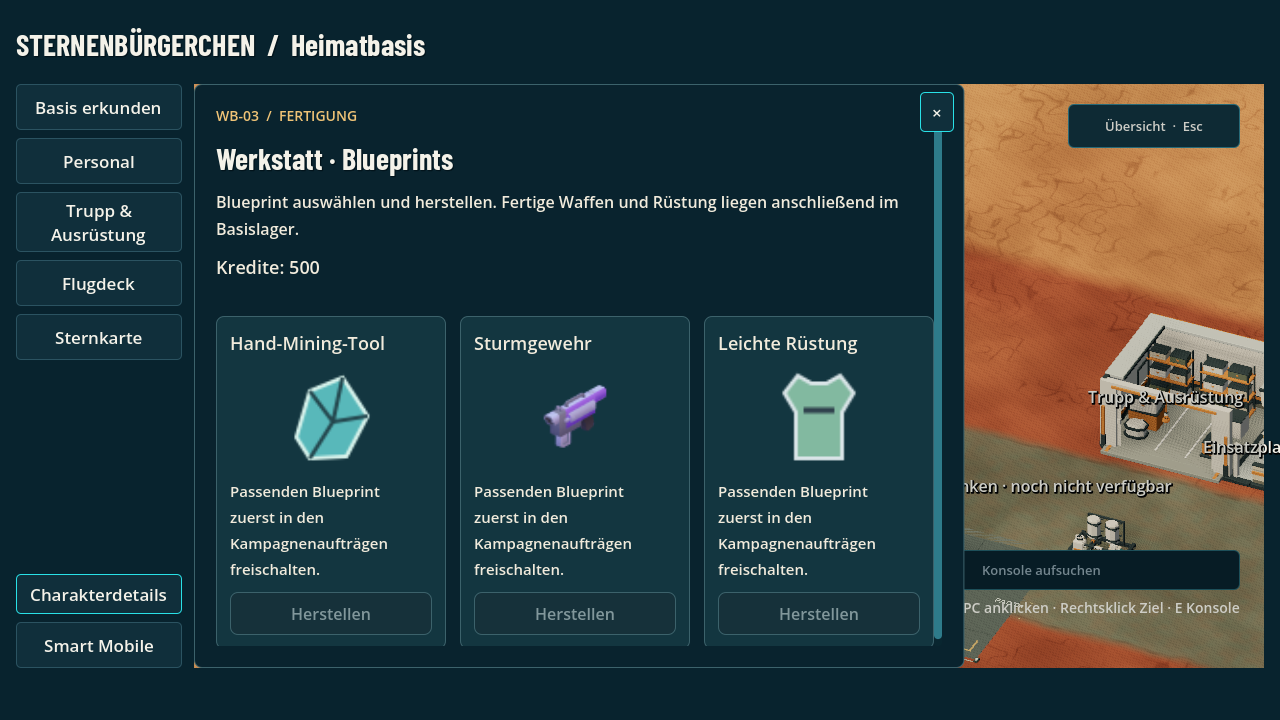 STERNENBÜRGERCHEN / Heimatbasis
Basis erkunden
Personal
Trupp &
Ausrüstung
Flugdeck
Sternkarte
Charakterdetails
Smart Mobile
WB-03 / FERTIGUNG
×
Werkstatt · Blueprints
Blueprint auswählen und herstellen. Fertige Waffen und Rüstung liegen anschließend im
Basislager.
Kredite: 500
Hand-Mining-Tool
Passenden Blueprint
zuerst in den
Kampagnenaufträgen
freischalten.
Herstellen
Sturmgewehr
Passenden Blueprint
zuerst in den
Kampagnenaufträgen
freischalten.
Herstellen
Leichte Rüstung
Passenden Blueprint
zuerst in den
Kampagnenaufträgen
freischalten.
Herstellen
Übersicht · Esc
Trupp & Ausrüstung
Einsatzpla
nken · noch nicht verfügbar
Konsole aufsuchen
PC anklicken · Rechtsklick Ziel · E Konsole